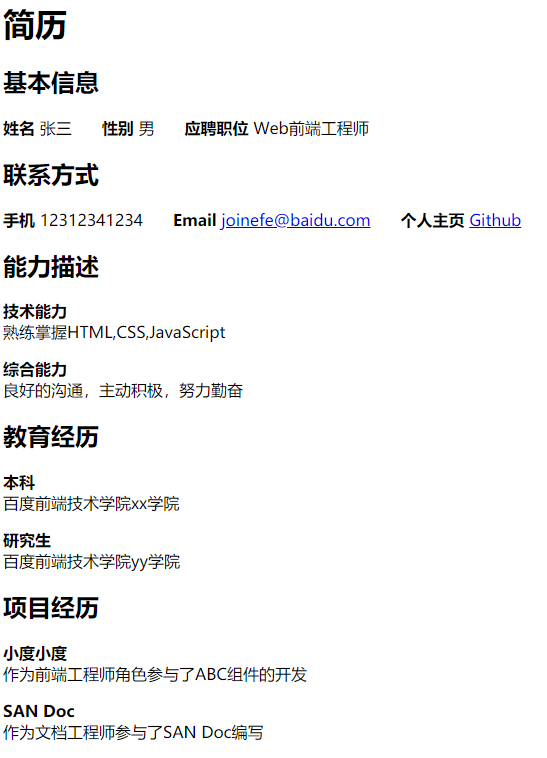 简历
基本信息
姓名 张三 性别 男 应聘职位 Web前端工程师
联系方式
手机 12312341234 Email joinefe@baidu.com 个人主页 Github
能力描述
技术能力
熟练掌握HTML,CSS,JavaScript
综合能力
良好的沟通，主动积极，努力勤奋
教育经历
本科
百度前端技术学院xx学院
研究生
百度前端技术学院yy学院
项目经历
小度小度
作为前端工程师角色参与了ABC组件的开发
SAN Doc
作为文档工程师参与了SAN Doc编写